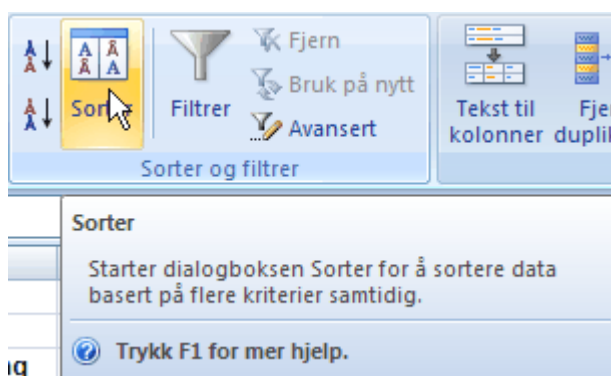 Fjern
Bruk på nytt
Avansert
Sorter
Filtrer
Tekst til
kolonner
Sorter og filtrer
Sorter
Starter dialogboksen Sorter for å sortere data
basert på flere kriterier samtidig.
Trykk F1 for mer hjelp.